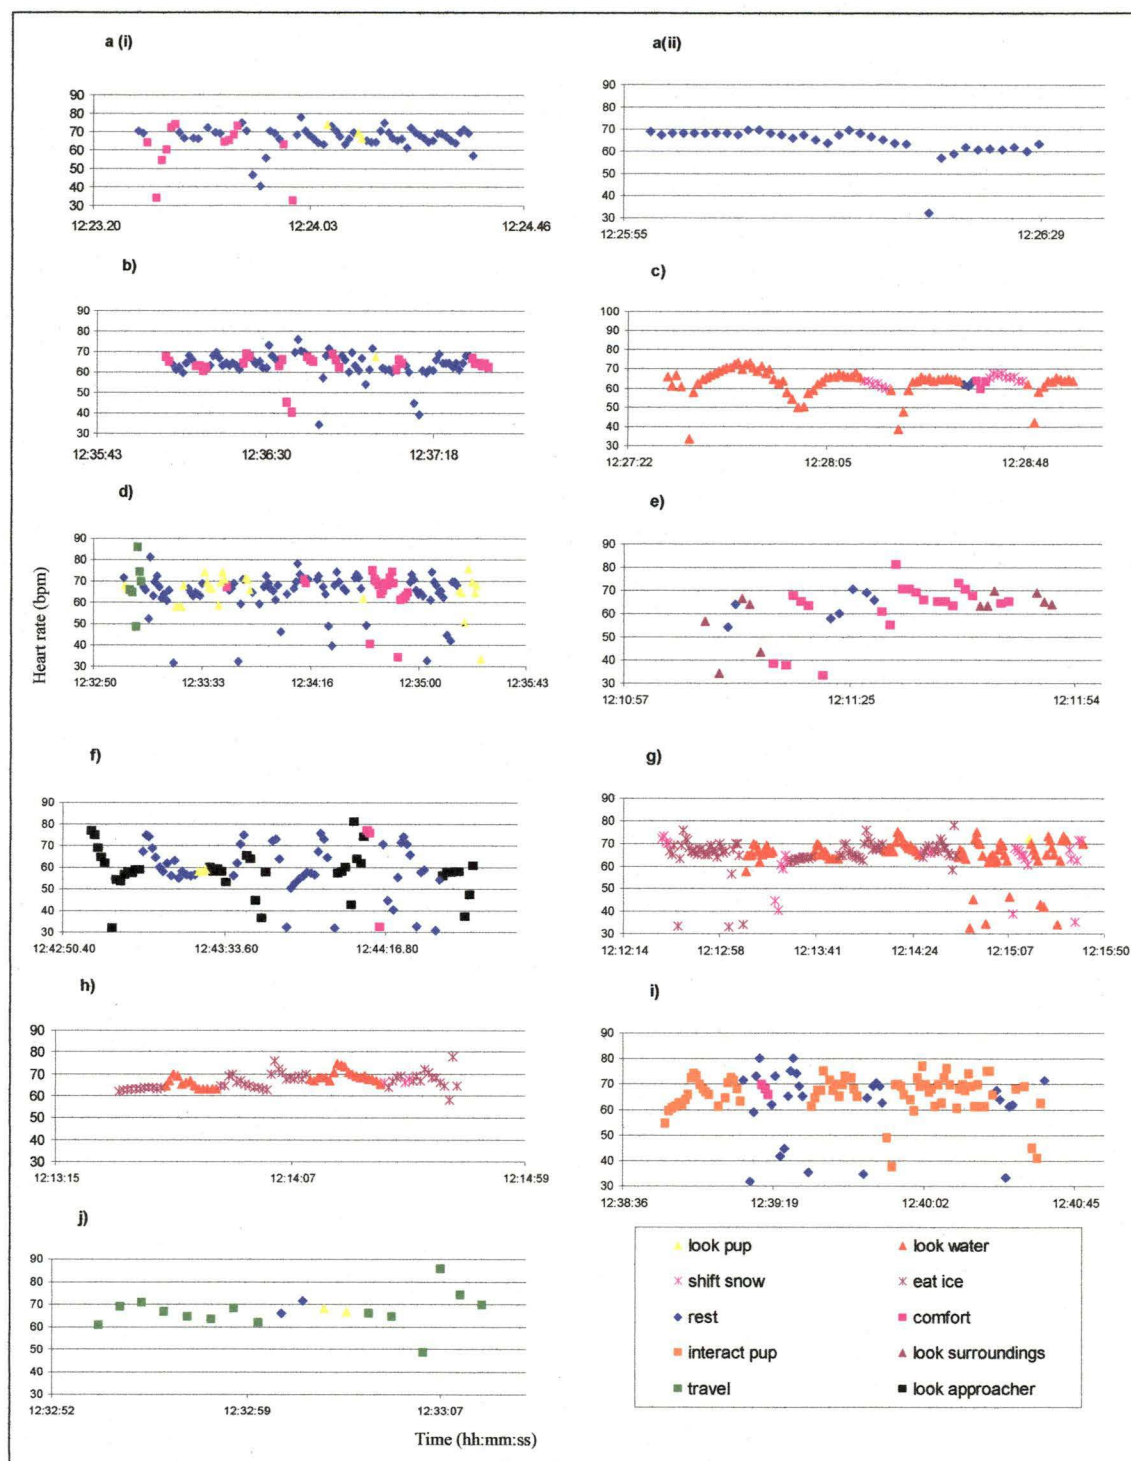 a (i)
a(ii)
90
80
70
60
50
40
30
12:23.20 12:24.03 12:24.46
90
80
70
60
50
40
30
12:25:55 12:26:29
b)
c)
90
80
70
60
50
40
30
12:35:43 12:36:30 12:37:18
100
90
80
70
60
50
40
30
12:27:22 12:28:05 12:28:48
d)
e)
90
80
70
60
50
40
30
12:32:50 12:33:33 12:34:16 12:35:00 12:35:43
90
80
70
60
50
40
30
12:10:57 12:11:25 12:11:54
Heart rate (bpm)
f)
g)
90
80
70
60
50
40
30
12:42:50.40 12:43:33.60 12:44:16.80
90
80
70
60
50
40
30
12:12:14 12:12:58 12:13:41 12:14:24 12:15:07 12:15:50
h)
i)
90
80
70
60
50
40
30
12:13:15 12:14:07 12:14:59
90
80
70
60
50
40
30
12:38:36 12:39:19 12:40:02 12:40:45
j)
90
80
70
60
50
40
30
12:32:52 12:32:59 12:33:07
Time (hh:mm:ss)
look pup look water
shift snow eat ice
rest comfort
interact pup look surroundings
travel look approacher